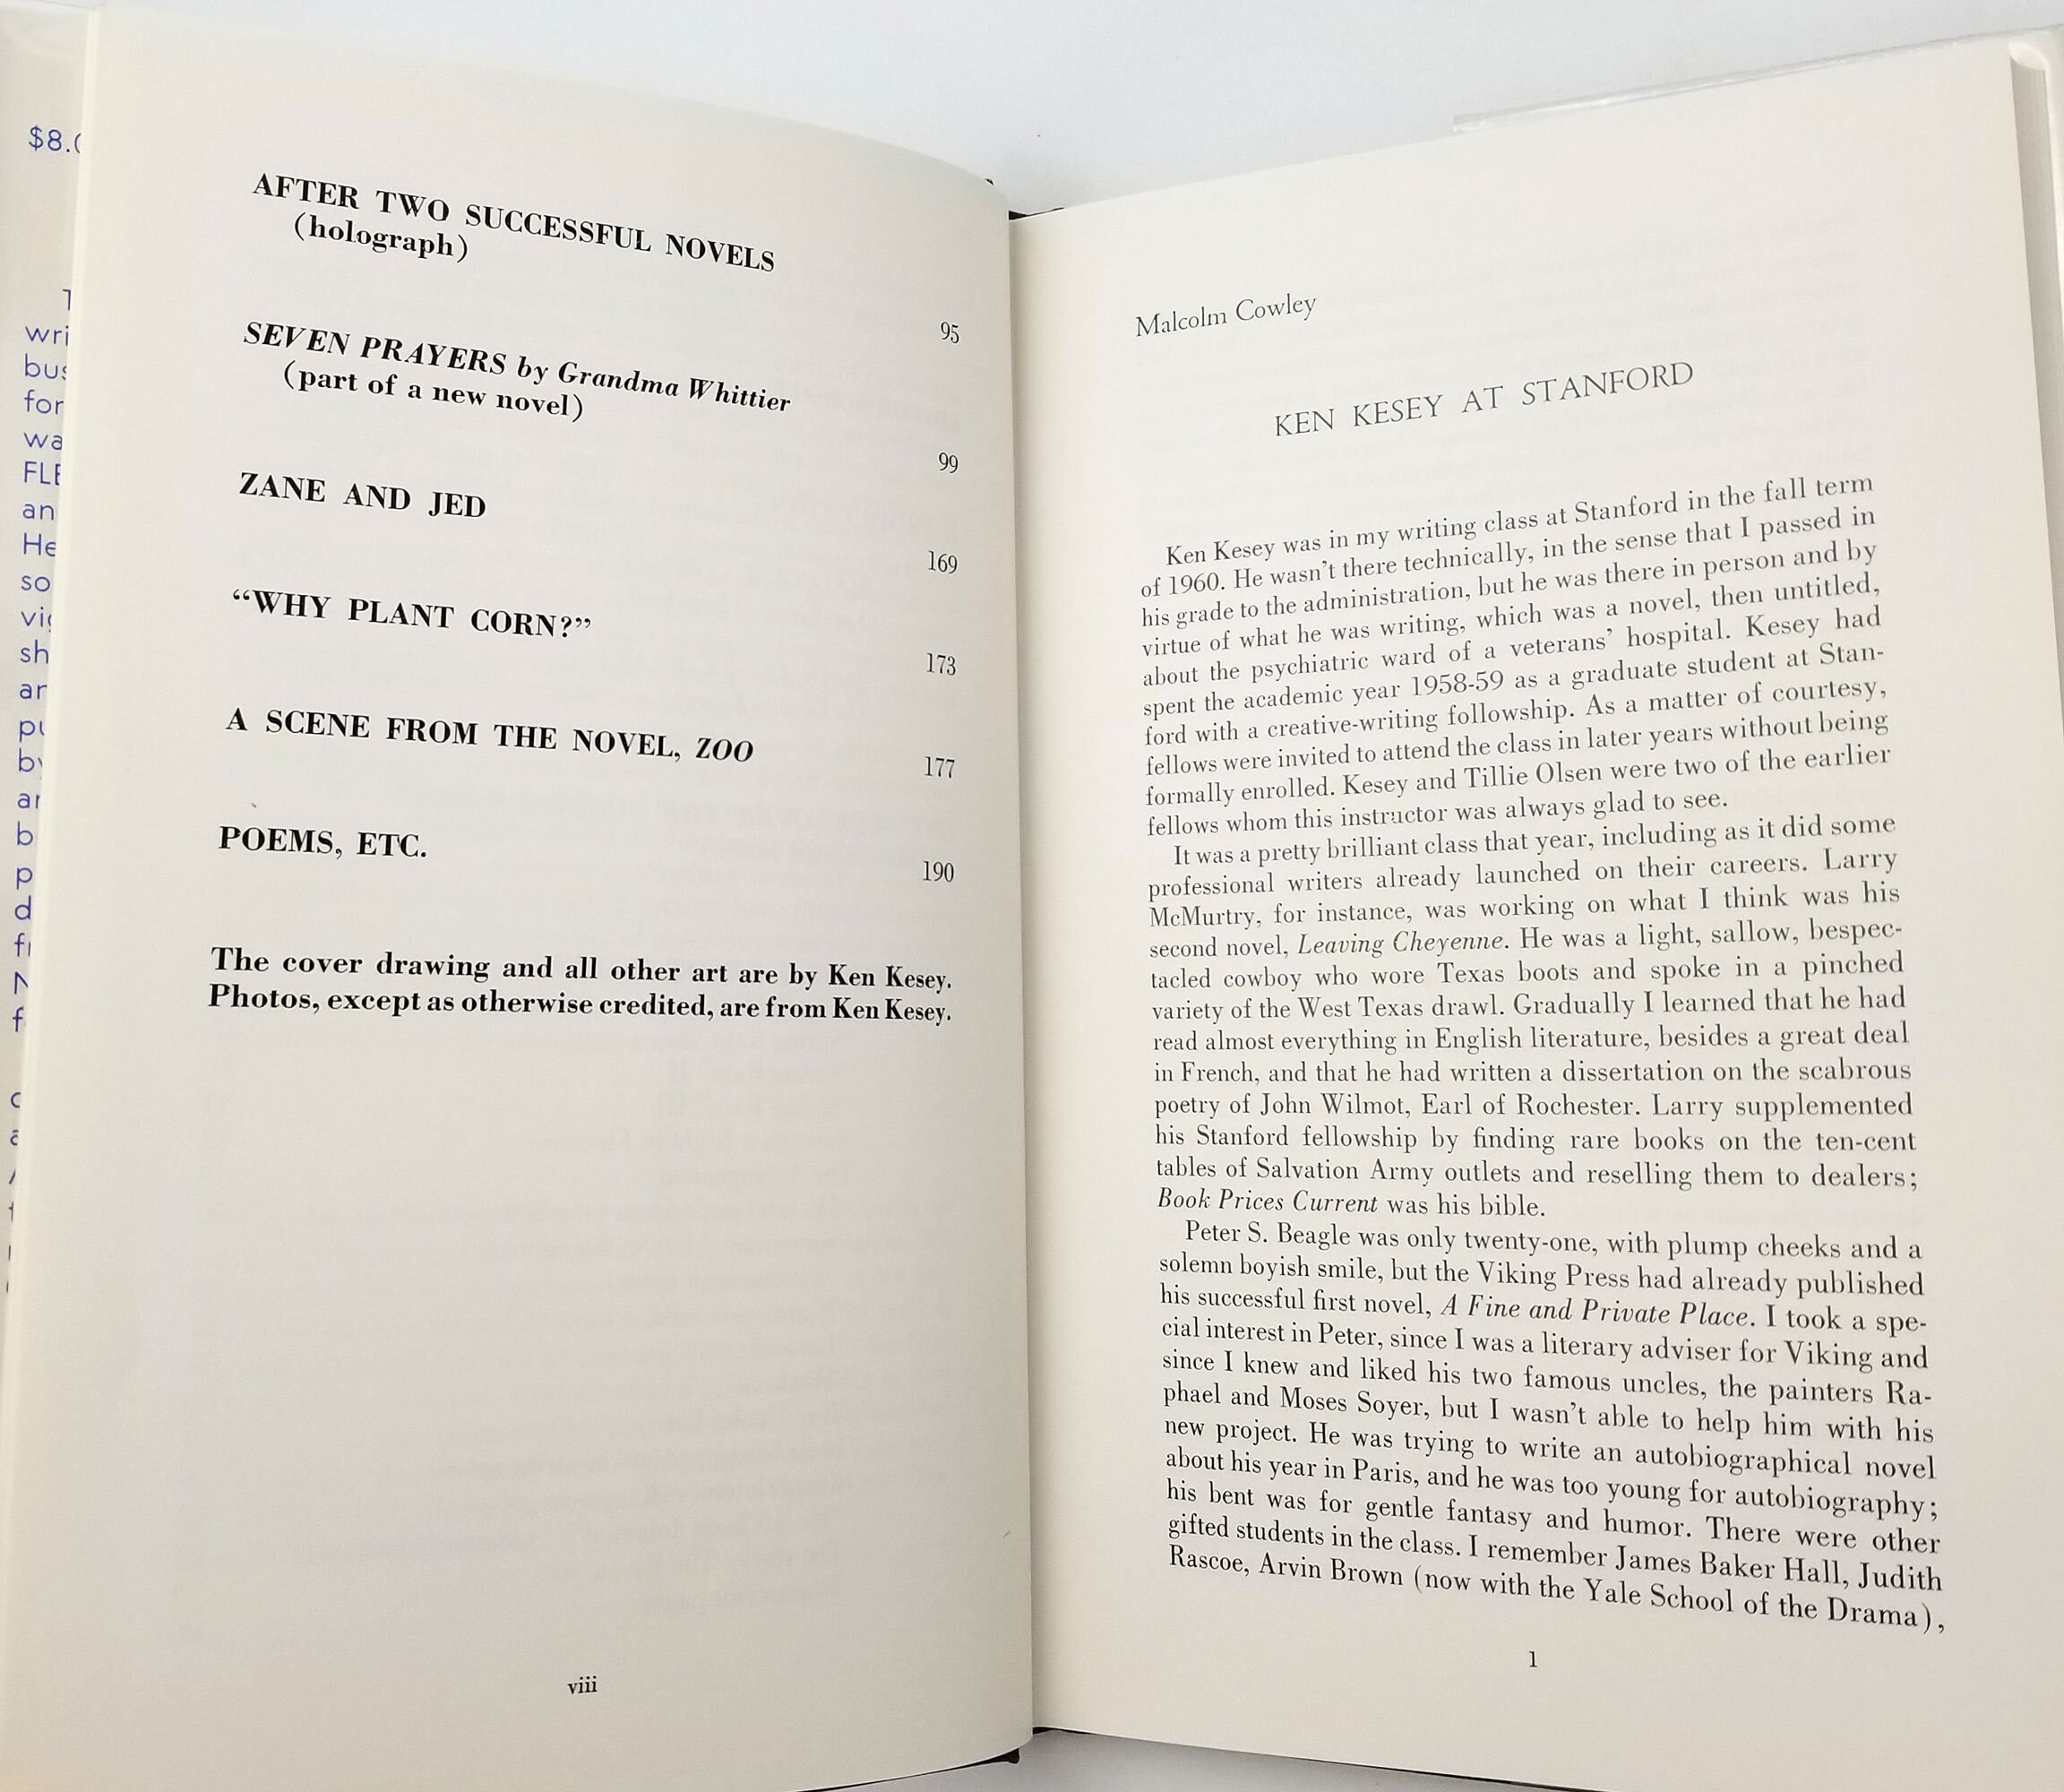 $8.0
AFTER TWO SUCCESSFUL NOVELS
(holograph)
95
SEVEN PRAYERS by Grandma Whittier
(part of a new novel)
99
ZANE AND JED
169
“WHY PLANT CORN?”
173
A SCENE FROM THE NOVEL, ZOO
177
POEMS, ETC.
190
The cover drawing and all other art are by Ken Kesey.
Photos, except as otherwise credited, are from Ken Kesey.
viii
Malcolm Cowley
KEN KESEY AT STANFORD
Ken Kesey was in my writing class at Stanford in the fall term
of 1960. He wasn’t there technically, in the sense that I passed in
his grade to the administration, but he was there in person and by
virtue of what he was writing, which was a novel, then untitled,
about the psychiatric ward of a veterans’ hospital. Kesey had
spent the academic year 1958-59 as a graduate student at Stan-
ford with a creative-writing followship. As a matter of courtesy,
fellows were invited to attend the class in later years without being
formally enrolled. Kesey and Tillie Olsen were two of the earlier
fellows whom this instructor was always glad to see.
It was a pretty brilliant class that year, including as it did some
professional writers already launched on their careers. Larry
McMurtry, for instance, was working on what I think was his
second novel, Leaving Cheyenne. He was a light, sallow, bespec-
tacled cowboy who wore Texas boots and spoke in a pinched
variety of the West Texas drawl. Gradually I learned that he had
read almost everything in English literature, besides a great deal
in French, and that he had written a dissertation on the scabrous
poetry of John Wilmot, Earl of Rochester. Larry supplemented
his Stanford fellowship by finding rare books on the ten-cent
tables of Salvation Army outlets and reselling them to dealers;
Book Prices Current was his bible.
Peter S. Beagle was only twenty-one, with plump cheeks and a
solemn boyish smile, but the Viking Press had already published
his successful first novel, A Fine and Private Place. I took a spe-
cial interest in Peter, since I was a literary adviser for Viking and
since I knew and liked his two famous uncles, the painters Ra-
phael and Moses Soyer, but I wasn’t able to help him with his
new project. He was trying to write an autobiographical novel
about his year in Paris, and he was too young for autobiography;
his bent was for gentle fantasy and humor. There were other
gifted students in the class. I remember James Baker Hall, Judith
Rascoe, Arvin Brown (now with the Yale School of the Drama),
1